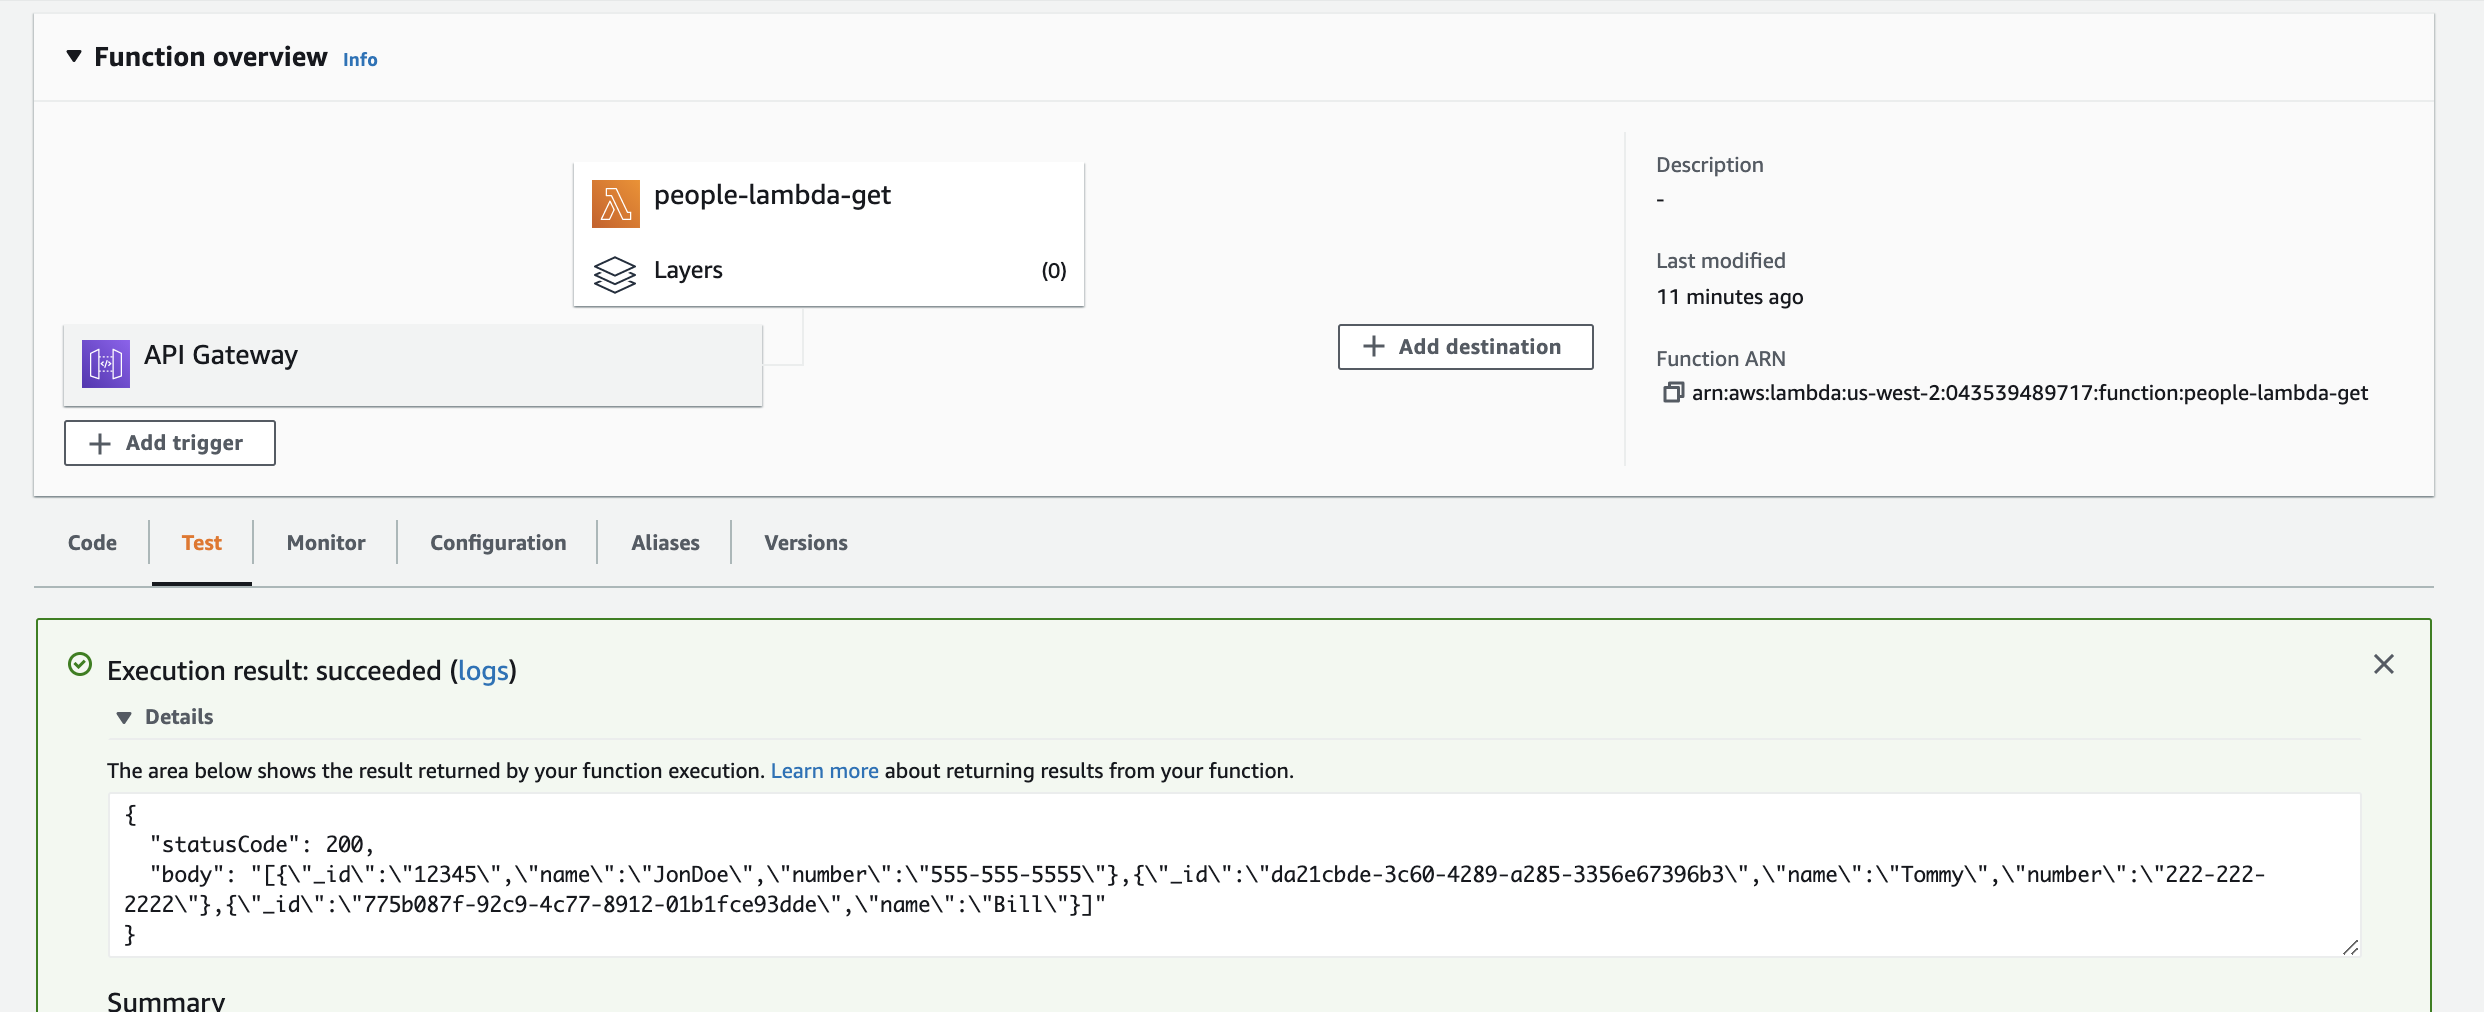 Function overview Info
people-lambda-get
Layers (0)
API Gateway
Add trigger
Add destination
Description
-
Last modified
11 minutes ago
Function ARN
arn:aws:lambda:us-west-2:043539489717:function:people-lambda-get
Code Test Monitor Configuration Aliases Versions
Execution result: succeeded (logs)
Details
The area below shows the result returned by your function execution. Learn more about returning results from your function.
{
"statusCode": 200,
"body": "[{\"_id\":\"12345\",\"name\":\"JonDoe\",\"number\":\"555-555-5555\"},{\"_id\":\"da21cbde-3c60-4289-a285-3356e67396b3\",\"name\":\"Tommy\",\"number\":\"222-222-
2222\"},{\"_id\":\"775b087f-92c9-4c77-8912-01b1fce93dde\",\"name\":\"Bill\"}]"
}
Summary